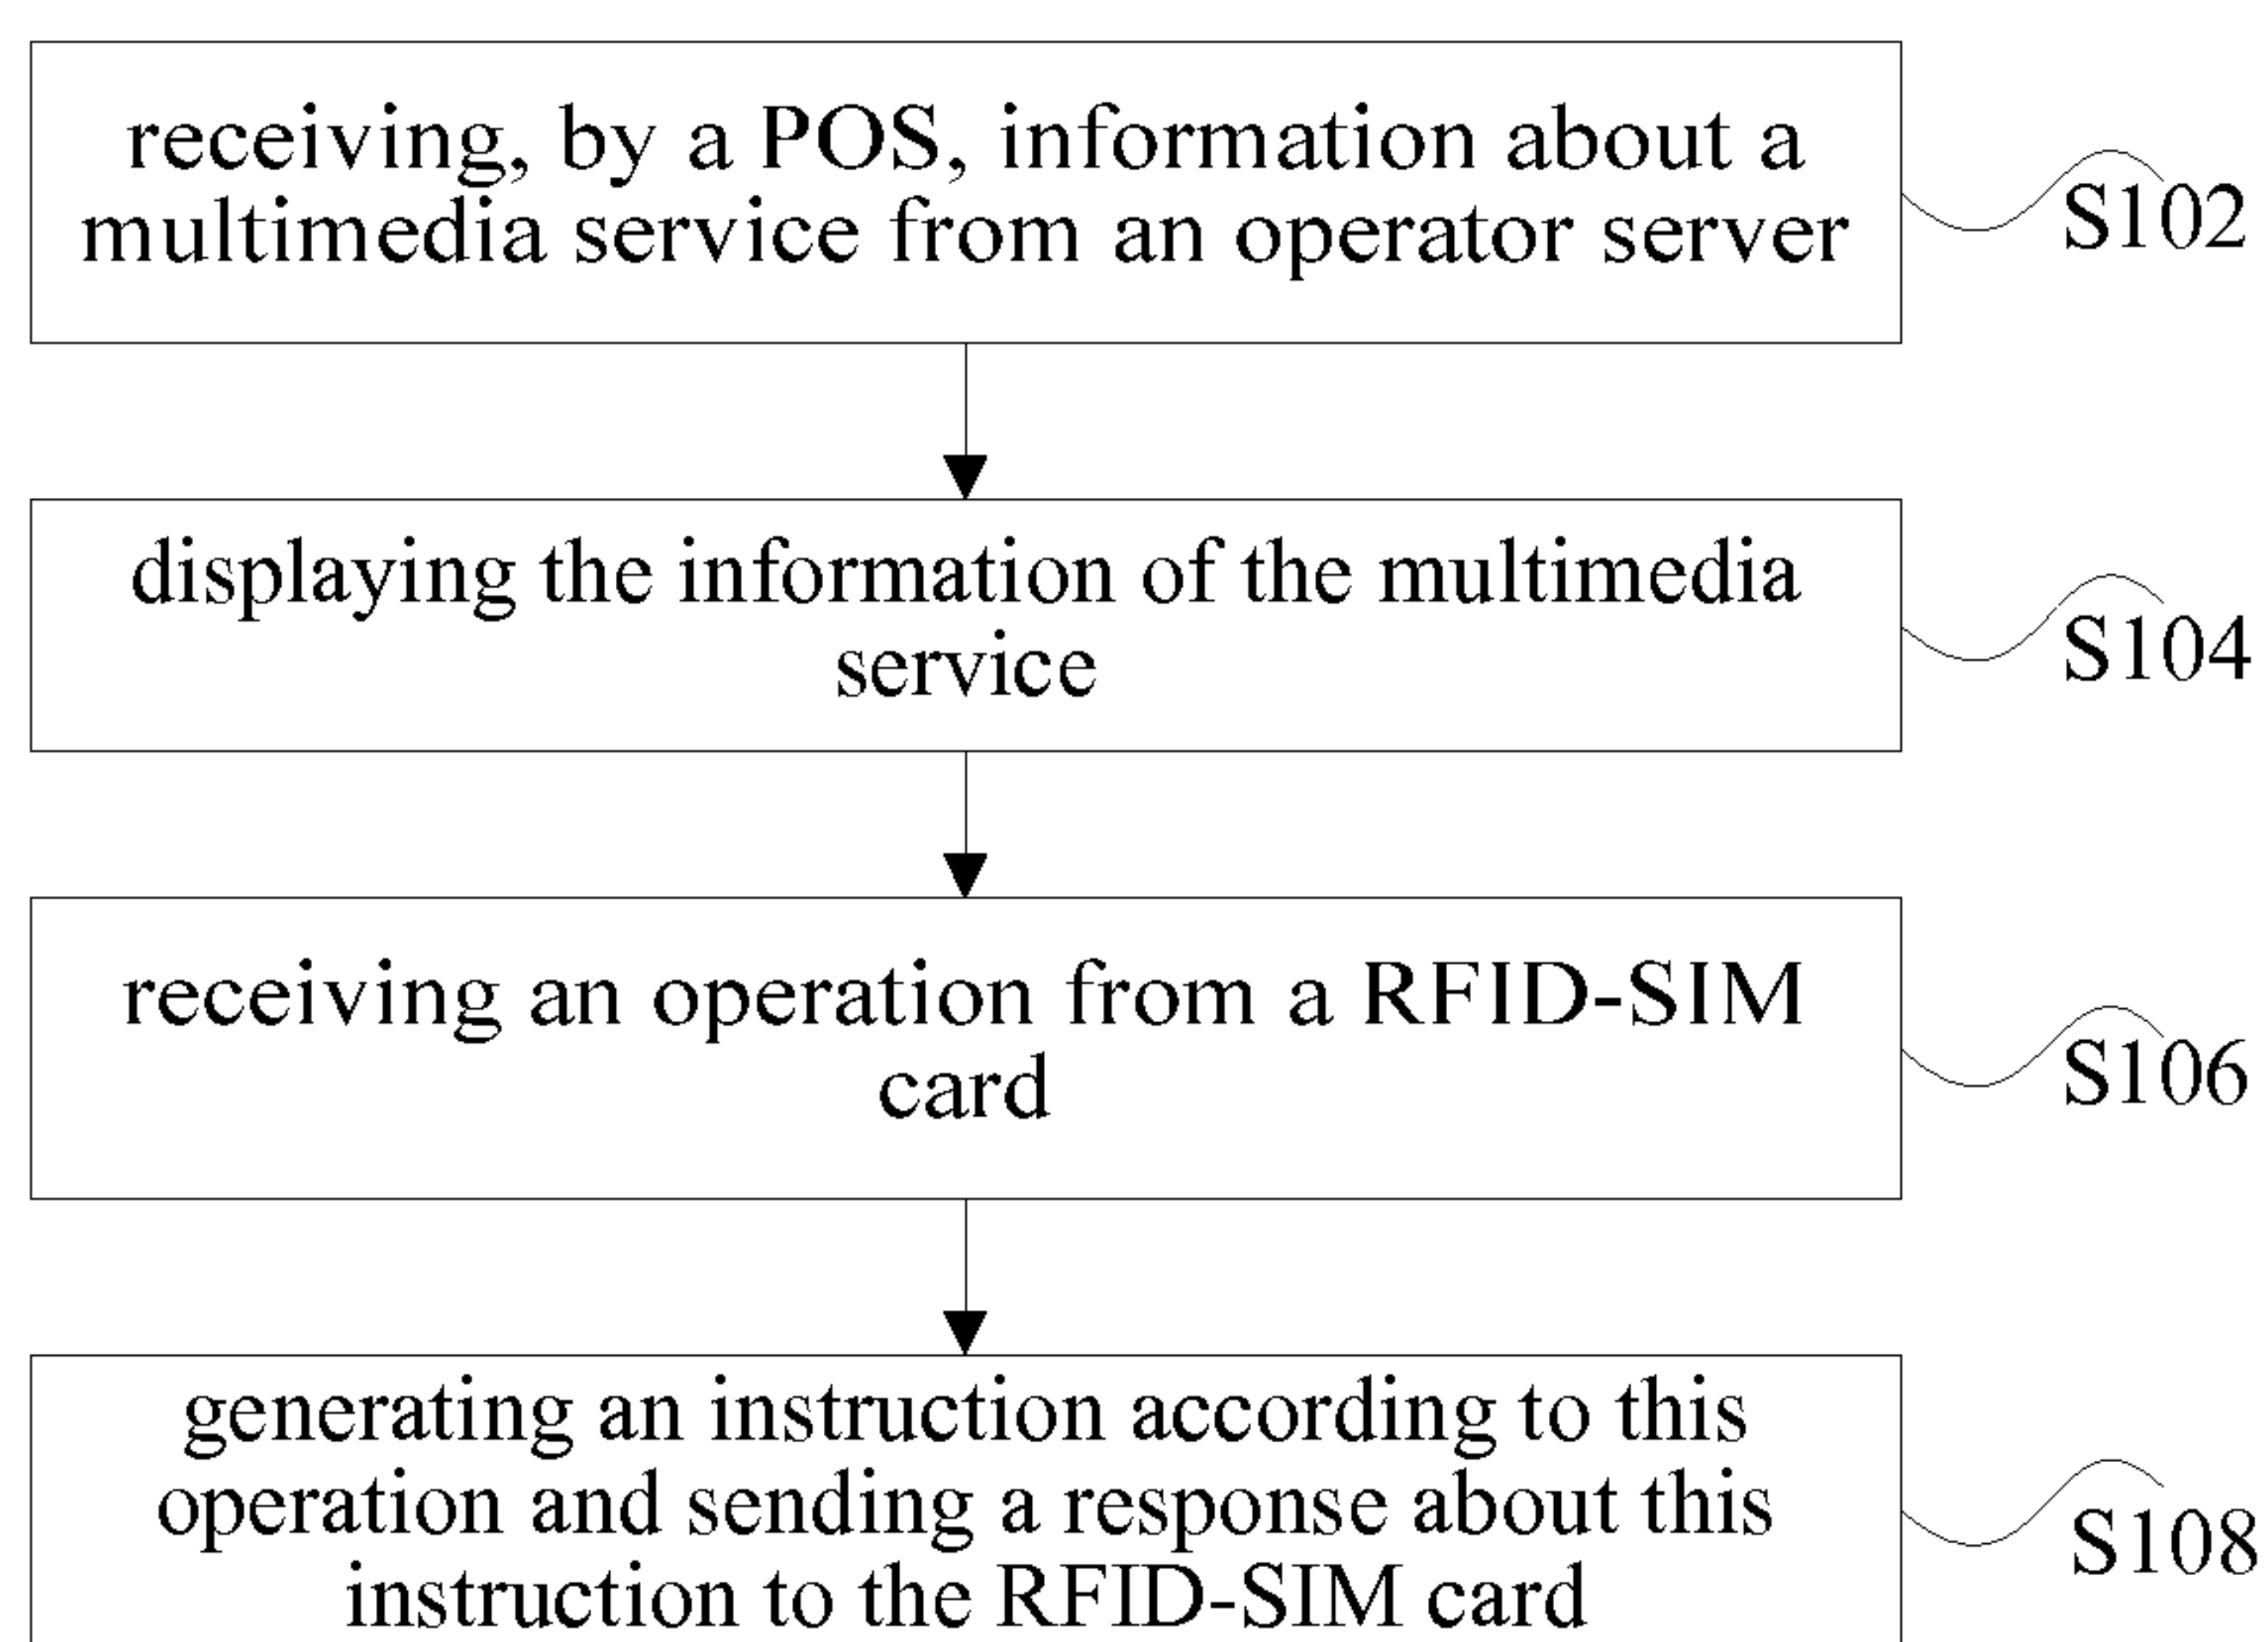 receiving, by a POS, information about a
multimedia service from an operator server
S102
displaying the information of the multimedia
service
S104
receiving an operation from a RFID-SIM
card
S106
generating an instruction according to this
operation and sending a response about this
instruction to the RFID-SIM card
S108